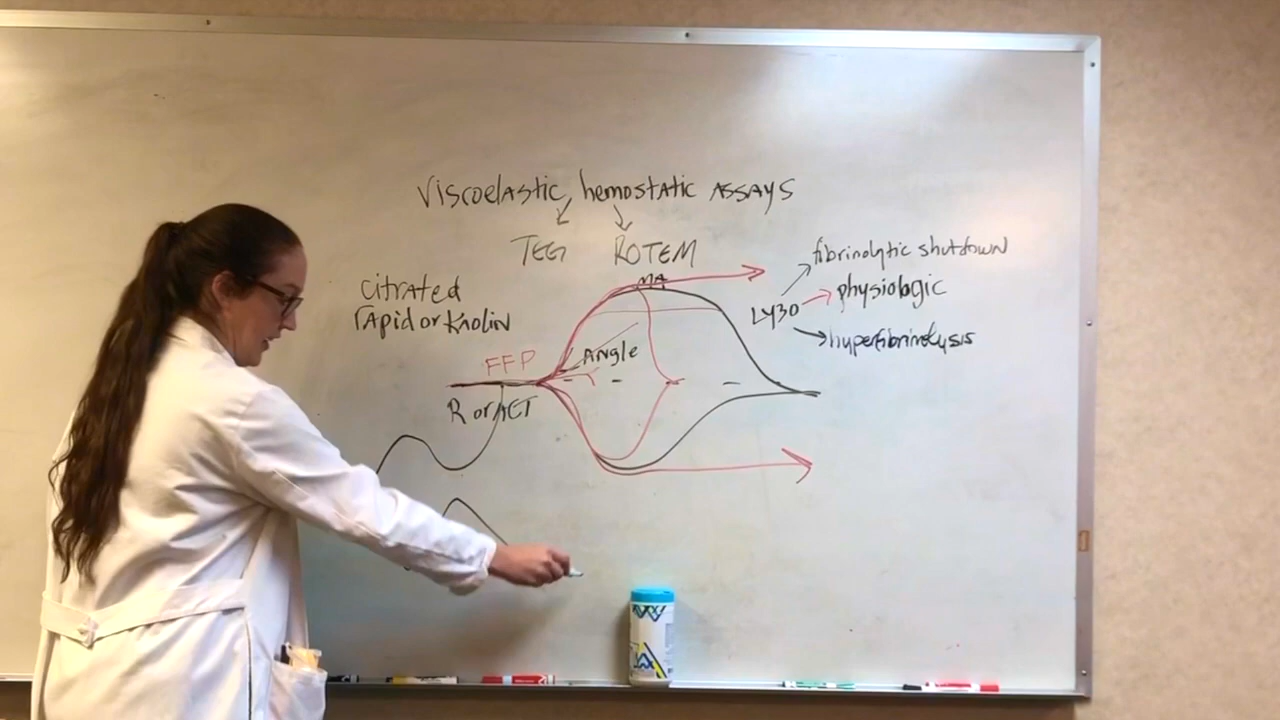 Viscoelastic hemostatic ASSAYS
TEG ROTEM
fibrinolytic shutdown
MA
citrated
physiologic
rapid or Kaolin
LY30
hyperfibrinolysis
FFP
Angle
R or ACT